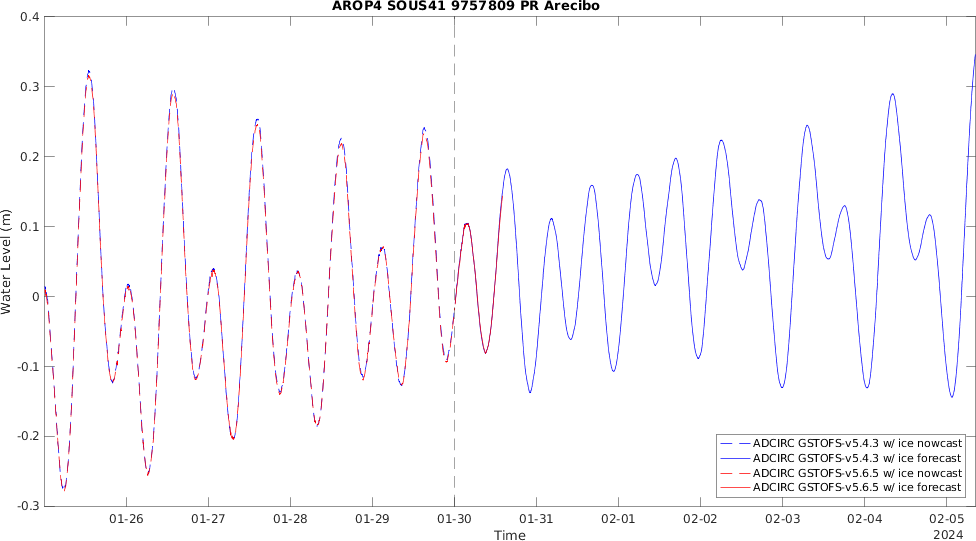 AROP4 SOUS41 9757809 PR Arecibo
Water Level (m)
0.4
0.3
0.2
0.1
0
-0.1
-0.2
-0.3
01-26 01-27 01-28 01-29 01-30 01-31 02-01 02-02 02-03 02-04 02-05
Time
2024
ADCIRC GSTOFS-v5.4.3 w/ ice nowcast
ADCIRC GSTOFS-v5.4.3 w/ ice forecast
ADCIRC GSTOFS-v5.6.5 w/ ice nowcast
ADCIRC GSTOFS-v5.6.5 w/ ice forecast